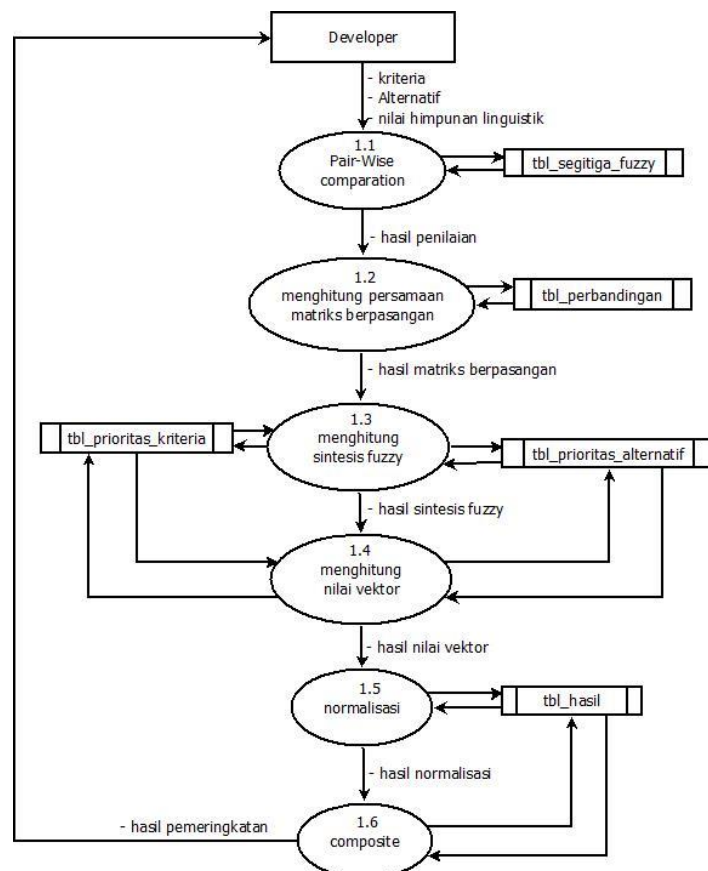 Developer
- kriteria
- Alternatif
- nilai himpunan linguistik
1.1
Pair-Wise
comparation
tbl_segitiga_fuzzy
- hasil penilaian
1.2
menghitung persamaan
matriks berpasangan
tbl_perbandingan
- hasil matriks berpasangan
tbl_prioritas_kriteria
1.3
menghitung
sintesis fuzzy
tbl_prioritas_alternatif
- hasil sintesis fuzzy
1.4
menghitung
nilai vektor
- hasil nilai vektor
1.5
normalisasi
tbl_hasil
- hasil normalisasi
- hasil pemeringkatan
1.6
composite